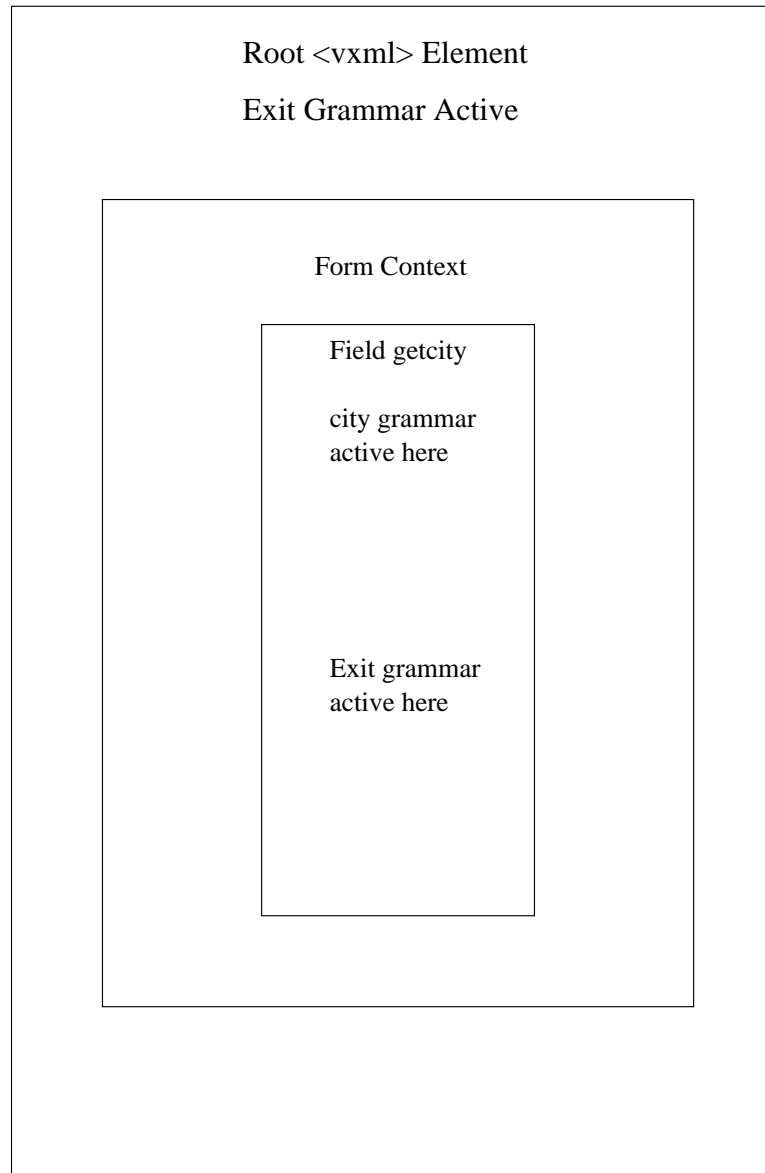 Root <vxml> Element
Exit Grammar Active
Form Context
Field getcity
city grammar
active here
Exit grammar
active here